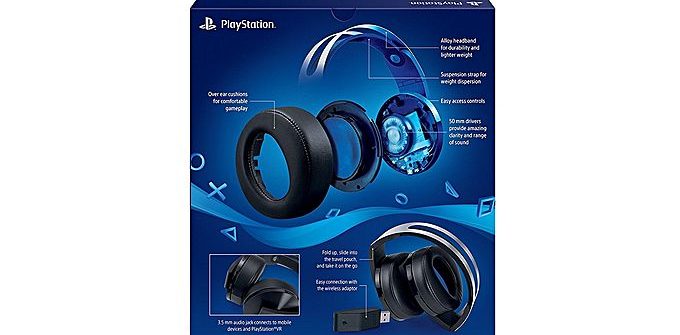 PlayStation.
Alloy headband
for durability and
lighter weight
Suspension strap for
weight dispersion
Over ear cushions
for comfortable
gameplay
Easy access controls
50 mm drivers
provide amazing
clarity and range
of sound
Fold up, slide into
the travel pouch,
and take it on the go
Easy connection with
the wireless adaptor
3.5 mm audio jack connects to mobile
devices and PlayStation®VR